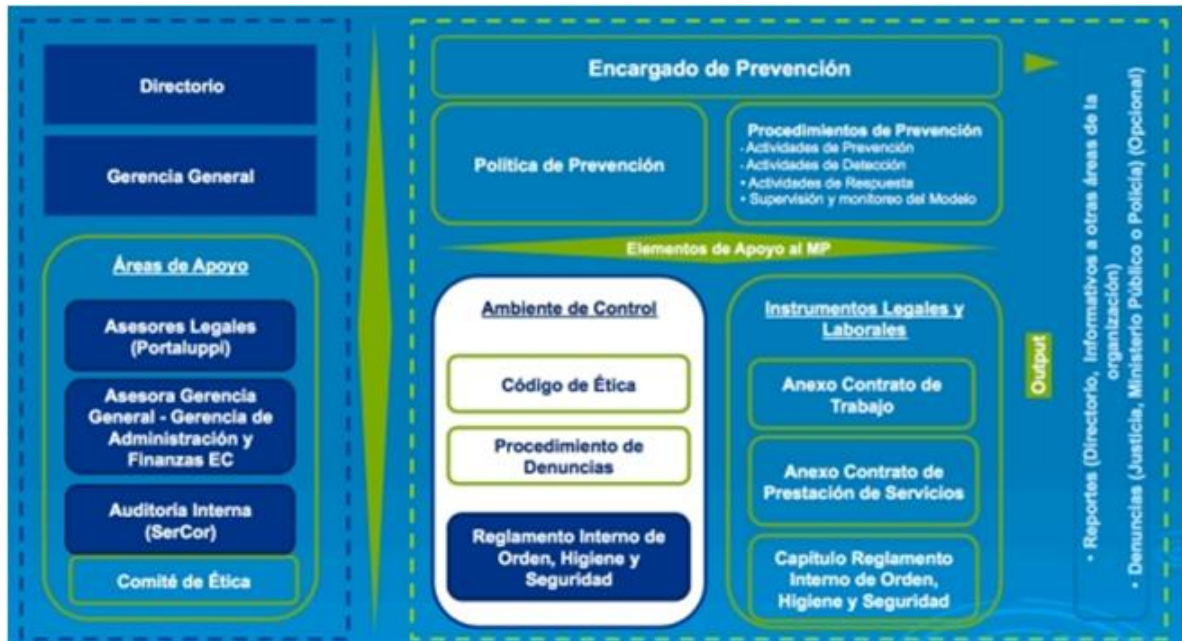 Directorio
Gerencia General
Áreas de Apoyo
Asesores Legales
(Portaluppi)
Asesora Gerencia
General - Gerencia de
Administración y
Finanzas EC
Auditoría Interna
(SerCor)
Comité de Ética
Encargado de Prevención
Política de Prevención
Procedimientos de Prevención
- Actividades de Prevención
- Actividades de Detección
• Actividades de Respuesta
• Supervisión y monitoreo del Modelo
Elementos de Apoyo al MP
Ambiente de Control
Código de Ética
Procedimiento de
Denuncias
Reglamento Interno de
Orden, Higiene y
Seguridad
Instrumentos Legales y
Laborales
Anexo Contrato de
Trabajo
Anexo Contrato de
Prestación de Servicios
Capítulo Reglamento
Interno de Orden,
Higiene y Seguridad
Output
• Reportes (Directorio, Informativos a otras áreas de la
organización)
• Denuncias (Justicia, Ministerio Público o Policía) (Opcional)